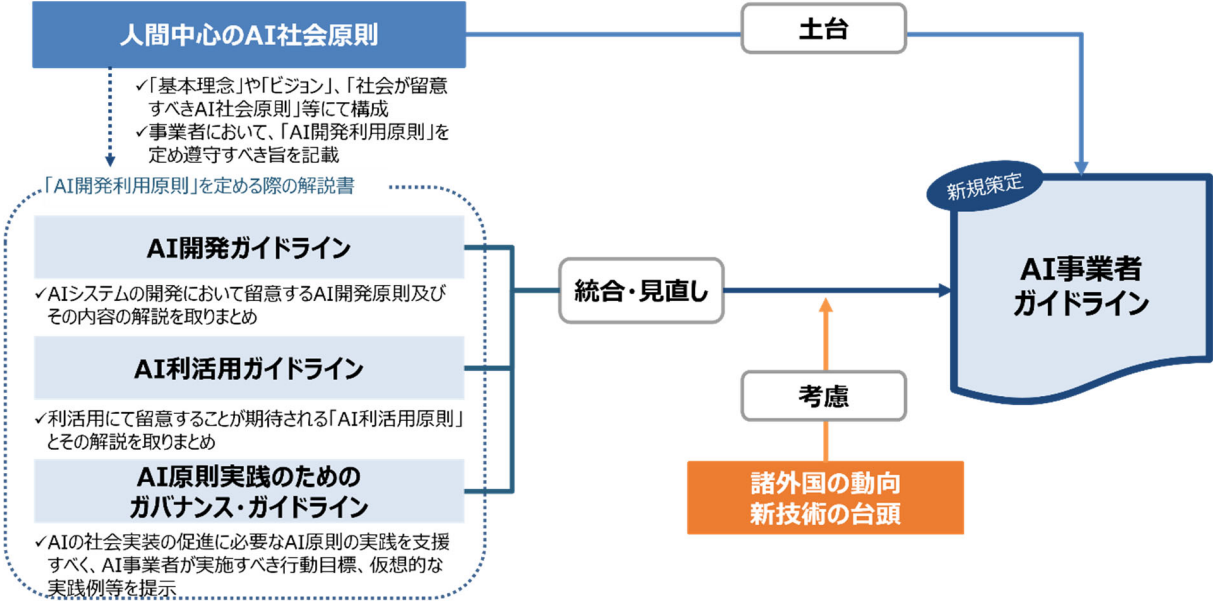 人間中心のAI社会原則
土台
✓「基本理念」や「ビジョン」、「社会が留意
すべきAI社会原則」等にて構成
✓事業者において、「AI開発利用原則」を
定め遵守すべき旨を記載
「AI開発利用原則」を定める際の解説書
新規策定
AI開発ガイドライン
✓AIシステムの開発において留意するAI開発原則及び
その内容の解説を取りまとめ
統合・見直し
AI事業者
ガイドライン
AI利活用ガイドライン
✓利活用にて留意することが期待される「AI利活用原則」
とその解説を取りまとめ
考慮
AI原則実践のための
ガバナンス・ガイドライン
諸外国の動向
新技術の台頭
✓AIの社会実装の促進に必要なAI原則の実践を支援
すべく、AI事業者が実施すべき行動目標、仮想的な
実践例等を提示